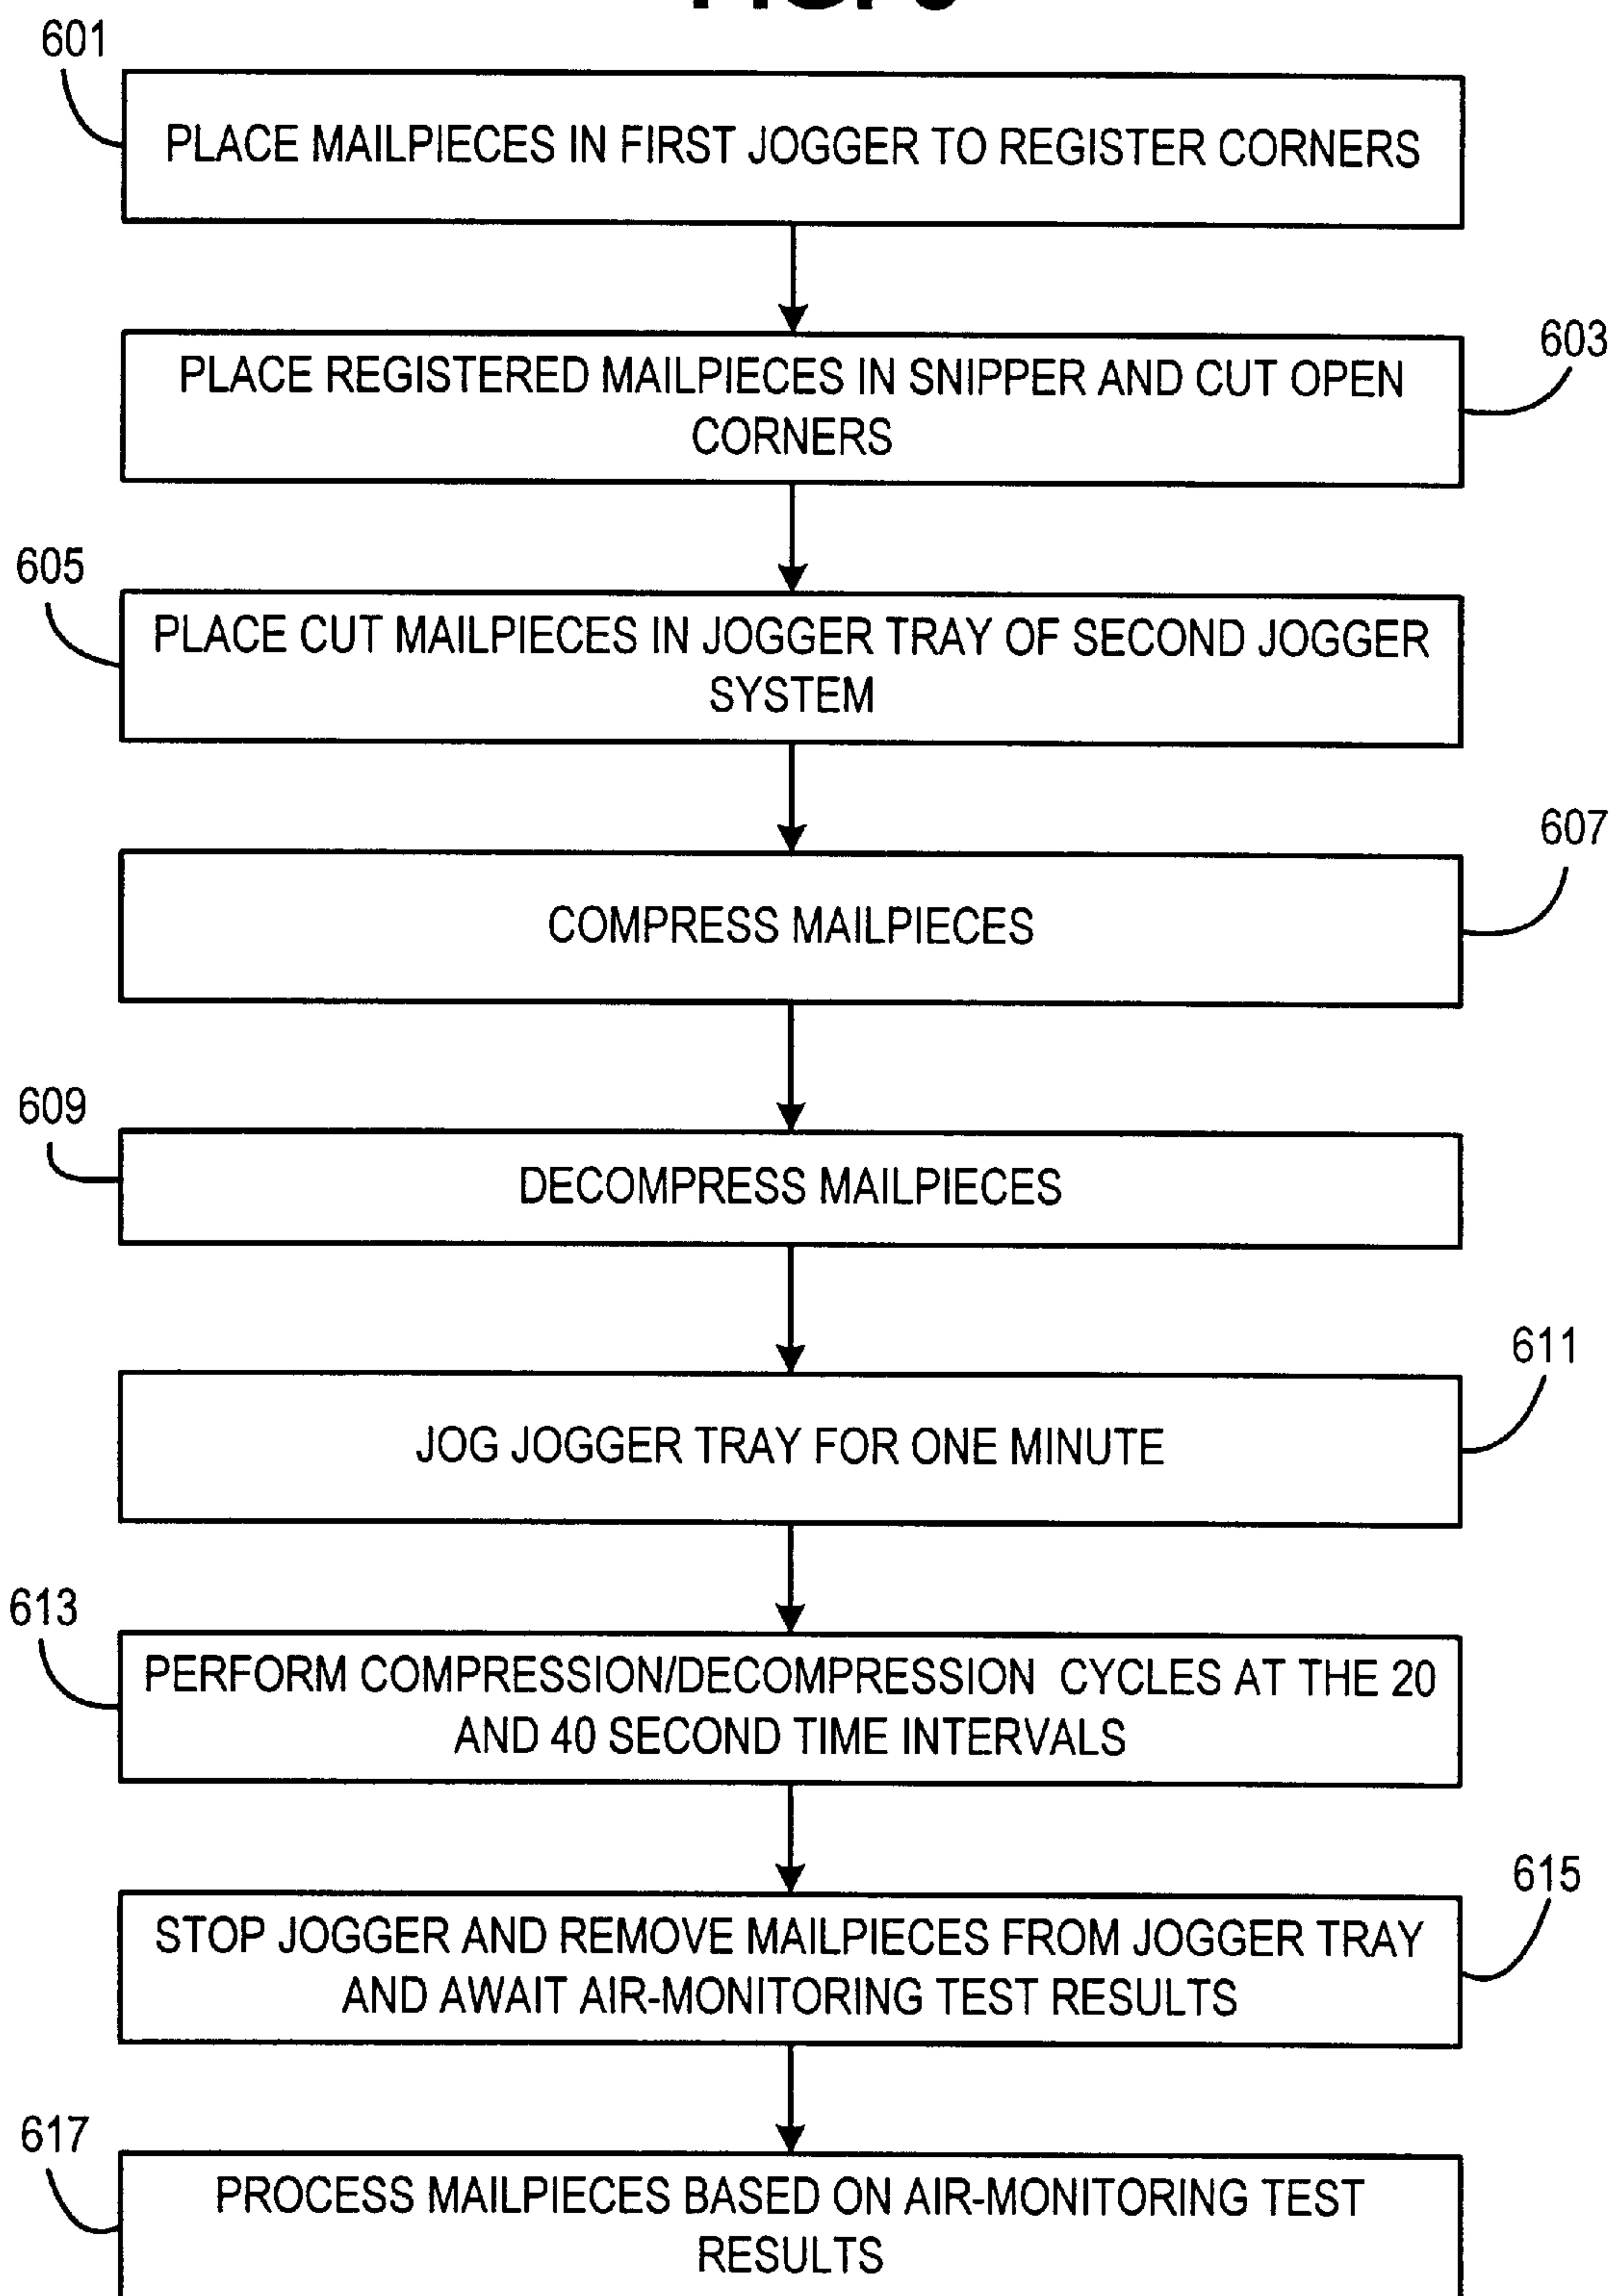 601
PLACE MAILPIECES IN FIRST JOGGER TO REGISTER CORNERS
603
PLACE REGISTERED MAILPIECES IN SNIPPER AND CUT OPEN
CORNERS
605
PLACE CUT MAILPIECES IN JOGGER TRAY OF SECOND JOGGER
SYSTEM
607
COMPRESS MAILPIECES
609
DECOMPRESS MAILPIECES
611
JOG JOGGER TRAY FOR ONE MINUTE
613
PERFORM COMPRESSION/DECOMPRESSION CYCLES AT THE 20
AND 40 SECOND TIME INTERVALS
615
STOP JOGGER AND REMOVE MAILPIECES FROM JOGGER TRAY
AND AWAIT AIR-MONITORING TEST RESULTS
617
PROCESS MAILPIECES BASED ON AIR-MONITORING TEST
RESULTS